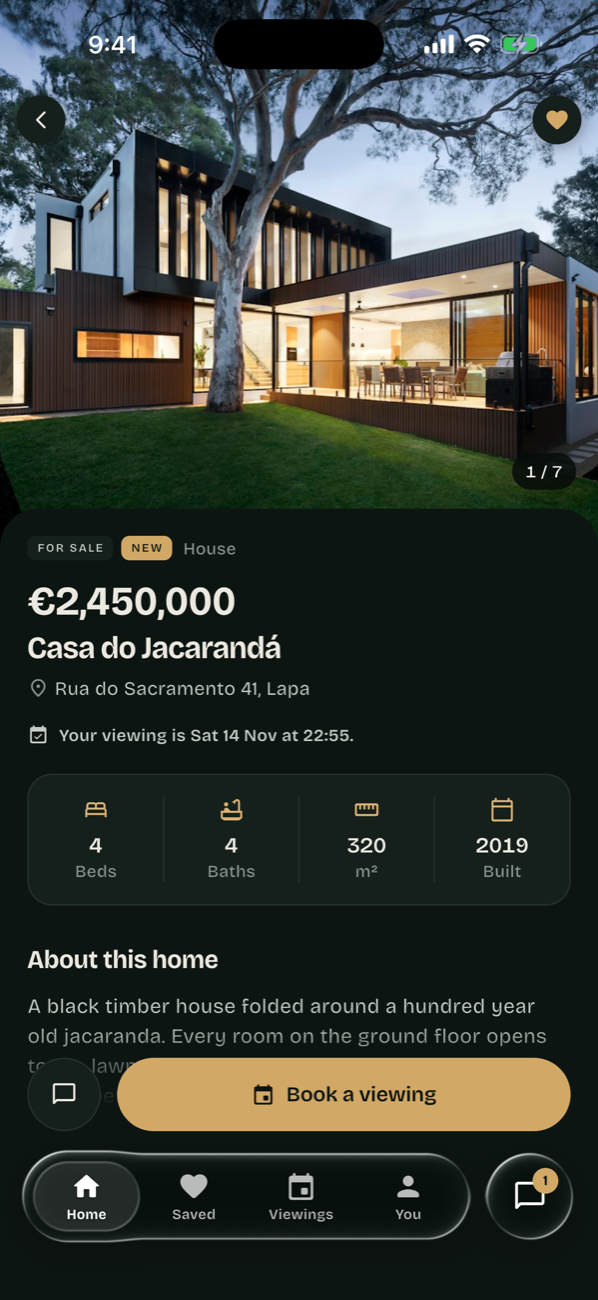 9:41
1 / 7
FOR SALE NEW House
€2,450,000
Casa do Jacarandá
Rua do Sacramento 41, Lapa
Your viewing is Sat 14 Nov at 22:55.
4 4 320 2019
Beds Baths m² Built
About this home
A black timber house folded around a hundred year
old jacaranda. Every room on the ground floor opens
lawn
Book a viewing
1
Home Saved Viewings You